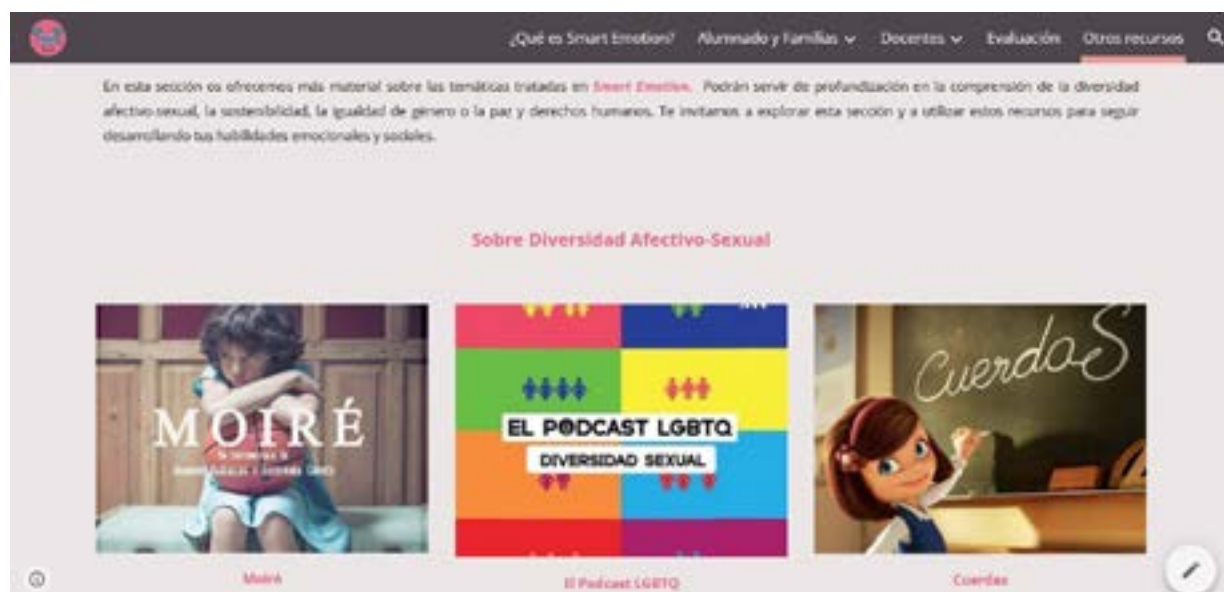 ¿Qué es Smart Emotion? Alumnado y Familias Docentes Evaluación Otros recursos
En esta sección os ofrecemos más material sobre las temáticas tratadas en Smart Emotion. Podrán servir de profundización en la comprensión de la diversidad
afectivo-sexual, la sostenibilidad, la igualdad de género o la paz y derechos humanos. Te invitamos a explorar esta sección y a utilizar estos recursos para seguir
desarrollando tus habilidades emocionales y sociales.
Sobre Diversidad Afectivo-Sexual
MOIRÉ
EL PODCAST LGBTQ
DIVERSIDAD SEXUAL
Cuerdas
Moiré
El Podcast LGBTQ
Cuerdas